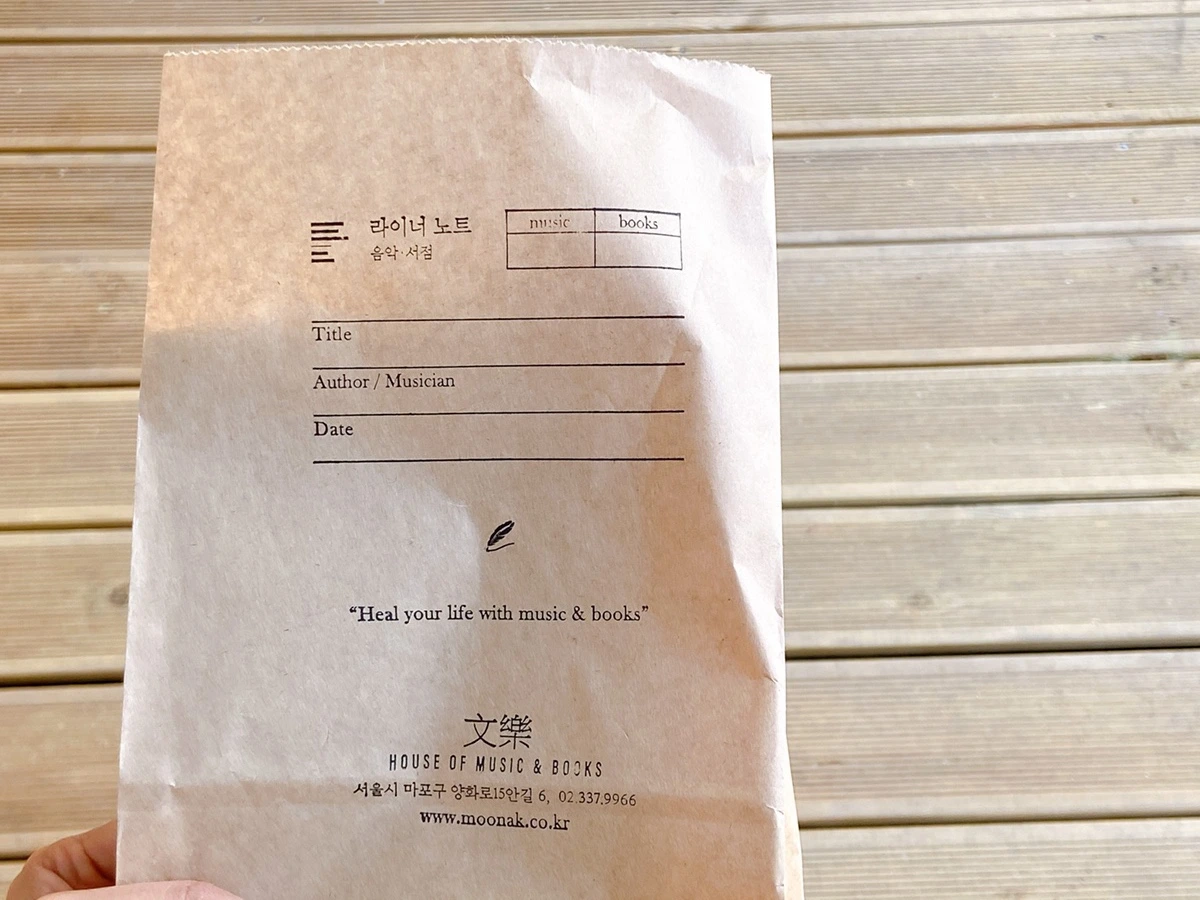 라이너 노트
음악·서점
music books
Title
Author / Musician
Date
“Heal your life with music & books”
文樂
HOUSE OF MUSIC & BOOKS
서울시 마포구 양화로15안길 6, 02.337.9966
www.moonak.co.kr